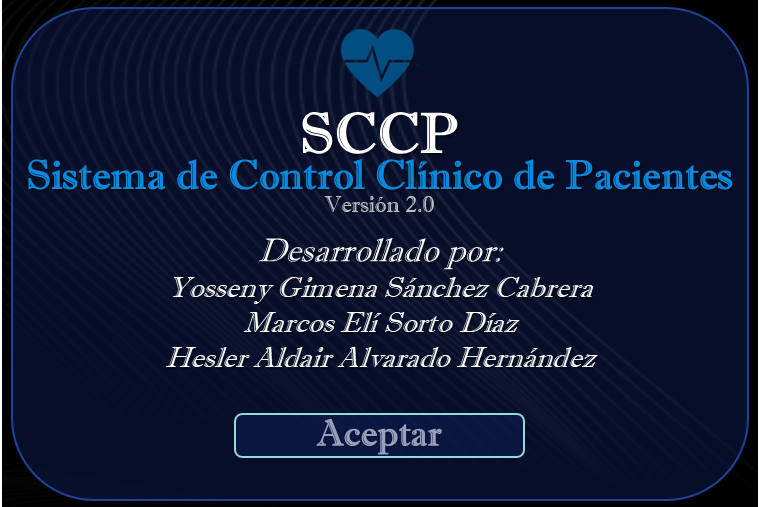 SCCP
Sistema de Control Clínico de Pacientes
Versión 2.0
Desarrollado por:
Yosseny Gimena Sánchez Cabrera
Marcos Elí Sorto Díaz
Hesler Aldair Alvarado Hernández
Aceptar